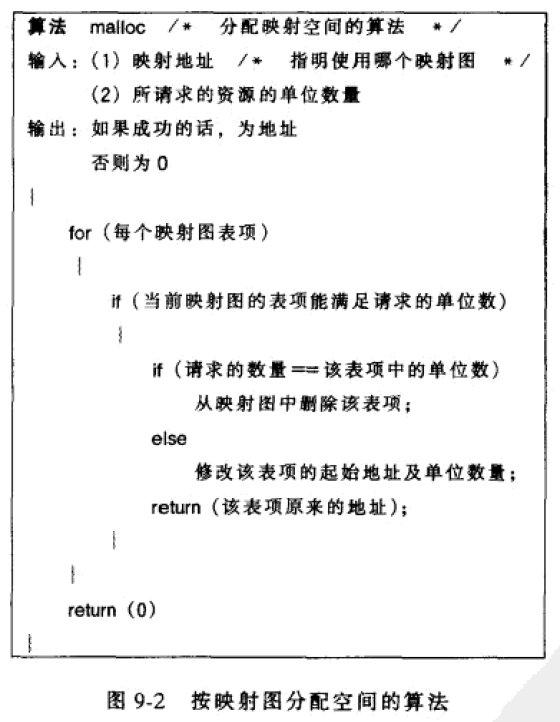 算法 malloc /* 分配映射空间的算法 */
输入：(1) 映射地址 /* 指明使用哪个映射图 */
(2) 所请求的资源的单位数量
输出：如果成功的话，为地址
否则为 0
{
for (每个映射图表项)
{
if (当前映射图的表项能满足请求的单位数)
{
if (请求的数量 == 该表项中的单位数)
从映射图中删除该表项;
else
修改该表项的起始地址及单位数量;
return (该表项原来的地址);
}
}
return (0)
}
图 9-2 按映射图分配空间的算法